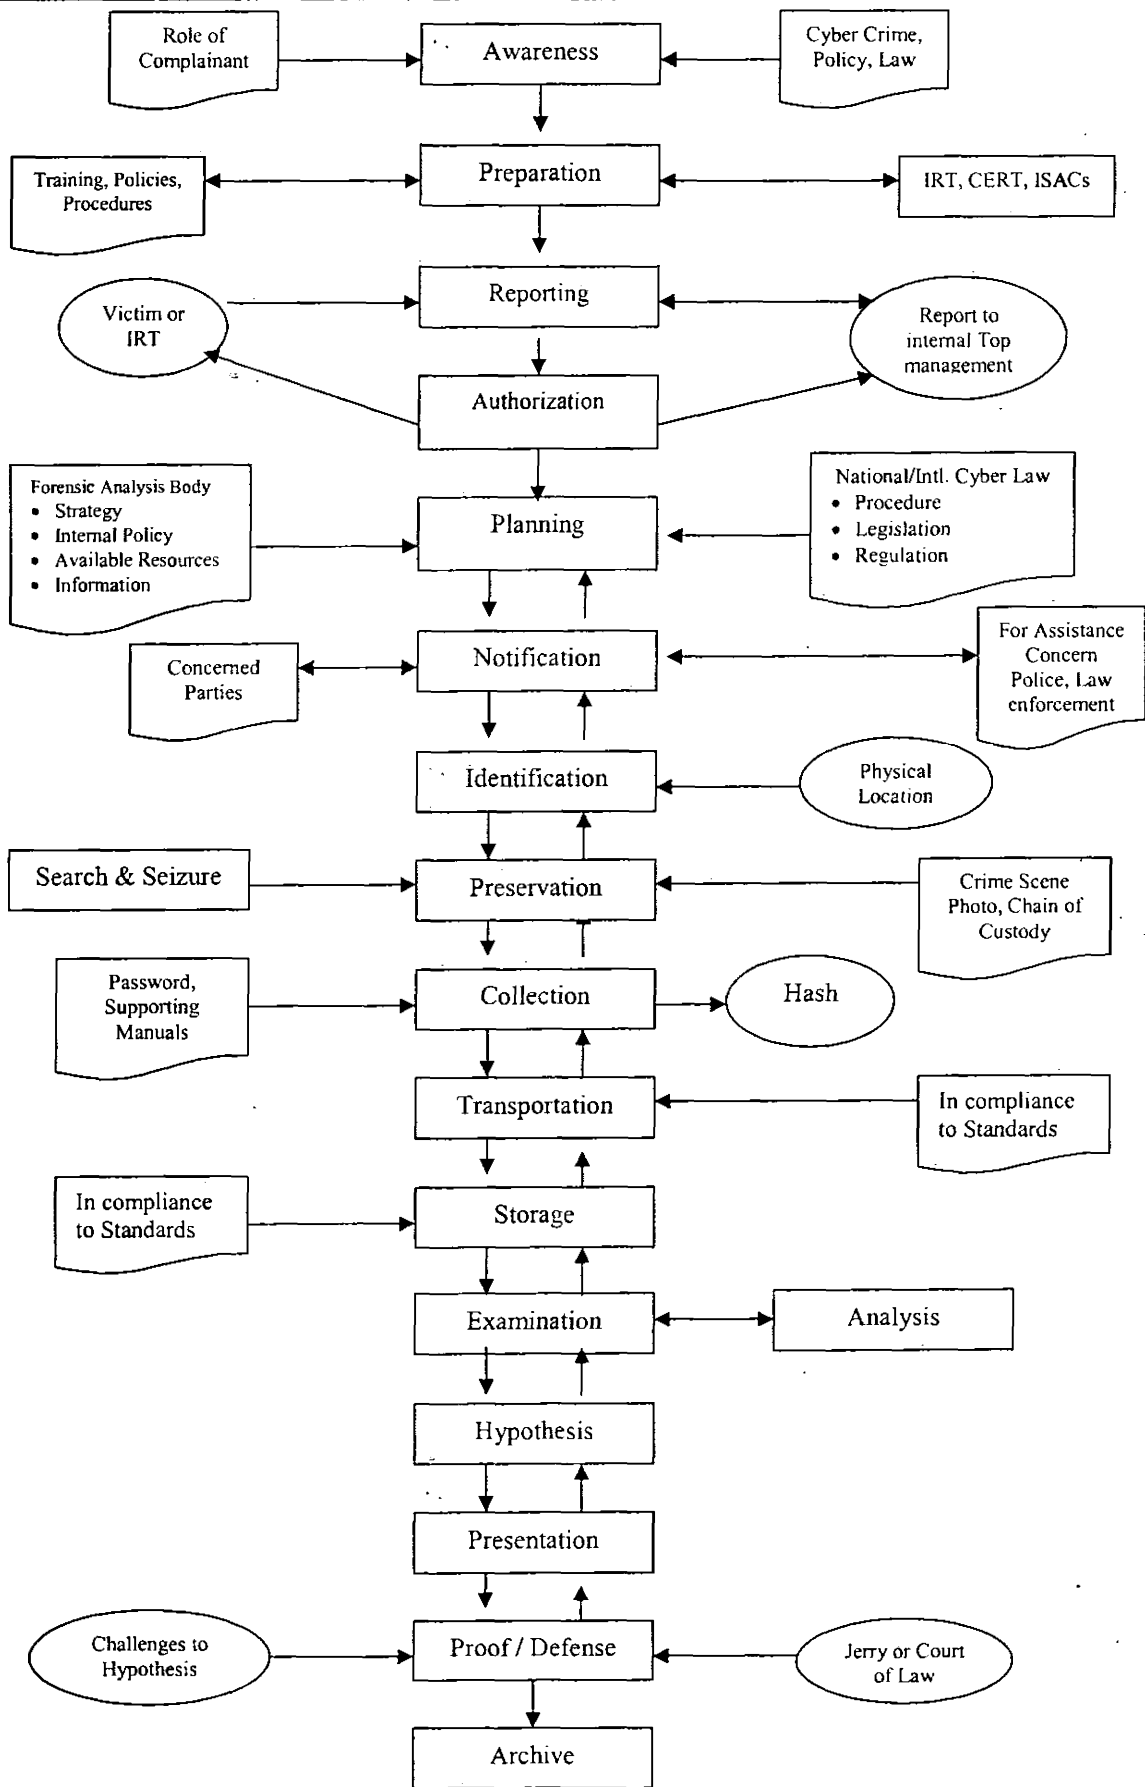 Role of
Complainant
Awareness
Cyber Crime,
Policy, Law
Training, Policies,
Procedures
Preparation
IRT, CERT, ISACs
Victim or
IRT
Reporting
Report to
internal Top
management
Authorization
Forensic Analysis Body
• Strategy
• Internal Policy
• Available Resources
• Information
Planning
National/Intl. Cyber Law
• Procedure
• Legislation
• Regulation
Concerned
Parties
Notification
For Assistance
Concern
Police, Law
enforcement
Identification
Physical
Location
Search & Seizure
Preservation
Crime Scene
Photo, Chain of
Custody
Password,
Supporting
Manuals
Collection
Hash
Transportation
In compliance
to Standards
In compliance
to Standards
Storage
Examination
Analysis
Hypothesis
Presentation
Challenges to
Hypothesis
Proof / Defense
Jerry or Court
of Law
Archive